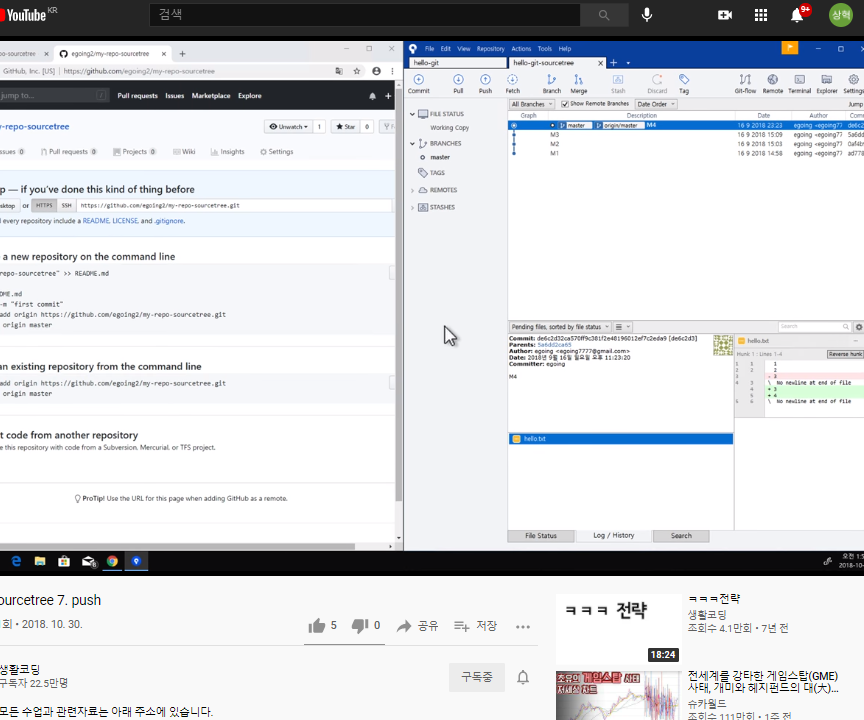 YouTube KR
검색
9+
상혁
po-sourcetree
egoing2/my-repo-sourcetree
GitHub, Inc. [US] | https://github.com/egoing2/my-repo-sourcetree
jump to...
Pull requests Issues Marketplace Explore
y-repo-sourcetree
Unwatch 1 Star 0
ssues 0 Pull requests 0 Projects 0 Wiki Insights Settings
p — if you've done this kind of thing before
sktop or HTTPS SSH https://github.com/egoing2/my-repo-sourcetree.git
d every repository include a README, LICENSE, and .gitignore.
a new repository on the command line
repo-sourcetree" >> README.md
DME.md
-m "first commit"
add origin https://github.com/egoing2/my-repo-sourcetree.git
origin master
an existing repository from the command line
add origin https://github.com/egoing2/my-repo-sourcetree.git
origin master
t code from another repository
e this repository with code from a Subversion, Mercurial, or TFS project.
ProTip! Use the URL for this page when adding GitHub as a remote.
File Edit View Repository Actions Tools Help
hello-git
hello-git-sourcetree
Commit Pull Push Fetch Branch Merge Stash Discard Tag Git-flow Remote Terminal Explorer Settings
All Branches Show Remote Branches Date Order Jump
Graph Description Date Author Com
FILE STATUS
Working Copy
BRANCHES
master
TAGS
REMOTES
STASHES
master origin/master M4 16 9 2018 23:23 egoing <egoing77 de6c2
M3 16 9 2018 15:09 egoing <egoing77 5a6dd
M2 16 9 2018 15:03 egoing <egoing77 0af4b
M1 16 9 2018 14:58 egoing <egoing77 ad778
Pending files, sorted by file status
Search
Commit: de6c2d32ca570ff9c381f2e48196012ef7c2eda9 [de6c2d3]
Parents: 5a6dd2ca65
Author: egoing <egoing7777@gmail.com>
Date: 2018년 9월 16일 일요일 오후 11:23:20
Committer: egoing
M4
hello.txt
hello.txt
Hunk 1 : Lines 1-4 Reverse hunk
1 1 1
2 2 2
3 - 3
4 3 \ No newline at end of file
4 + 3
5 + 4
6 6 \ No newline at end of file
File Status Log / History Search
오전 1:5
2018-10-
ourcetree 7. push
회 • 2018. 10. 30.
5 0 공유 저장
생활코딩
구독자 22.5만명
구독중
모든 수업과 관련자료는 아래 주소에 있습니다.
ㅋㅋㅋ 전략
18:24
ㅋㅋㅋ전략
생활코딩
조회수 4.1만회 • 7년 전
초유의 게임스탑 사태
전세계를 강타한 게임스탑(GME)
사태, 개미와 헤지펀드의 대(大)...
슈카월드
조회수 111만회 • 1주 전